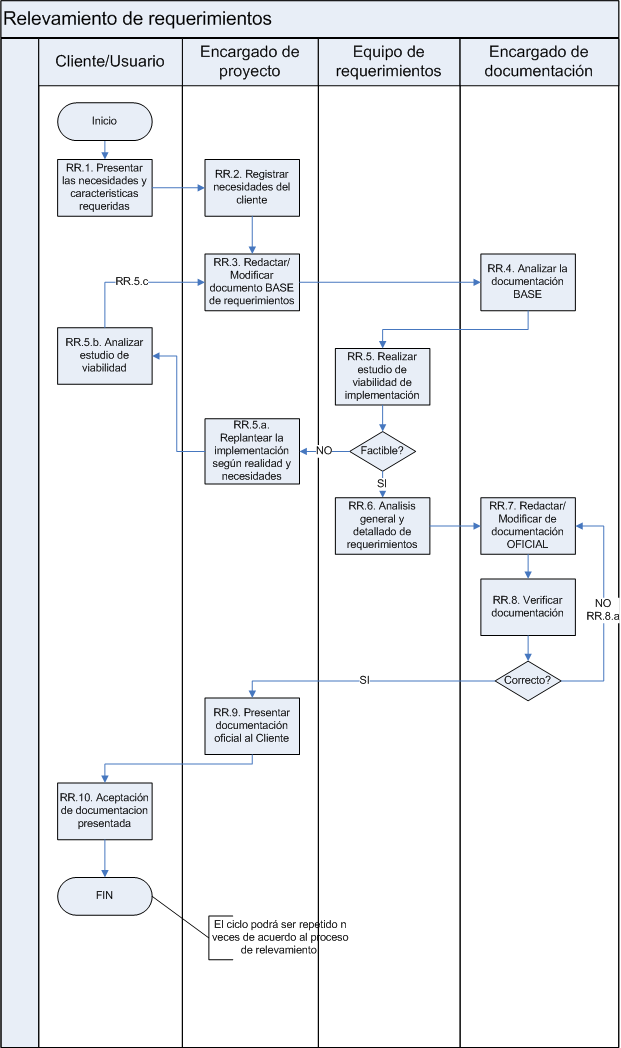 Relevamiento de requerimientos
Cliente/Usuario
Encargado de
proyecto
Equipo de
requerimientos
Encargado de
documentación
Inicio
RR.1. Presentar
las necesidades y
caracteristicas
requeridas
RR.2. Registrar
necesidades del
cliente
RR.3. Redactar/
Modificar
documento BASE
de requerimientos
RR.4. Analizar la
documentación
BASE
RR.5.c
RR.5.b. Analizar
estudio de
viabilidad
RR.5. Realizar
estudio de
viabilidad de
implementación
RR.5.a.
Replantear la
implementación
según realidad y
necesidades
NO
Factible?
SI
RR.6. Analisis
general y
detallado de
requerimientos
RR.7. Redactar/
Modificar de
documentación
OFICIAL
RR.8. Verificar
documentación
NO
RR.8.a
Correcto?
SI
RR.9. Presentar
documentación
oficial al Cliente
RR.10. Aceptación
de documentacion
presentada
FIN
El ciclo podrá ser repetido n
veces de acuerdo al proceso
de relevamiento